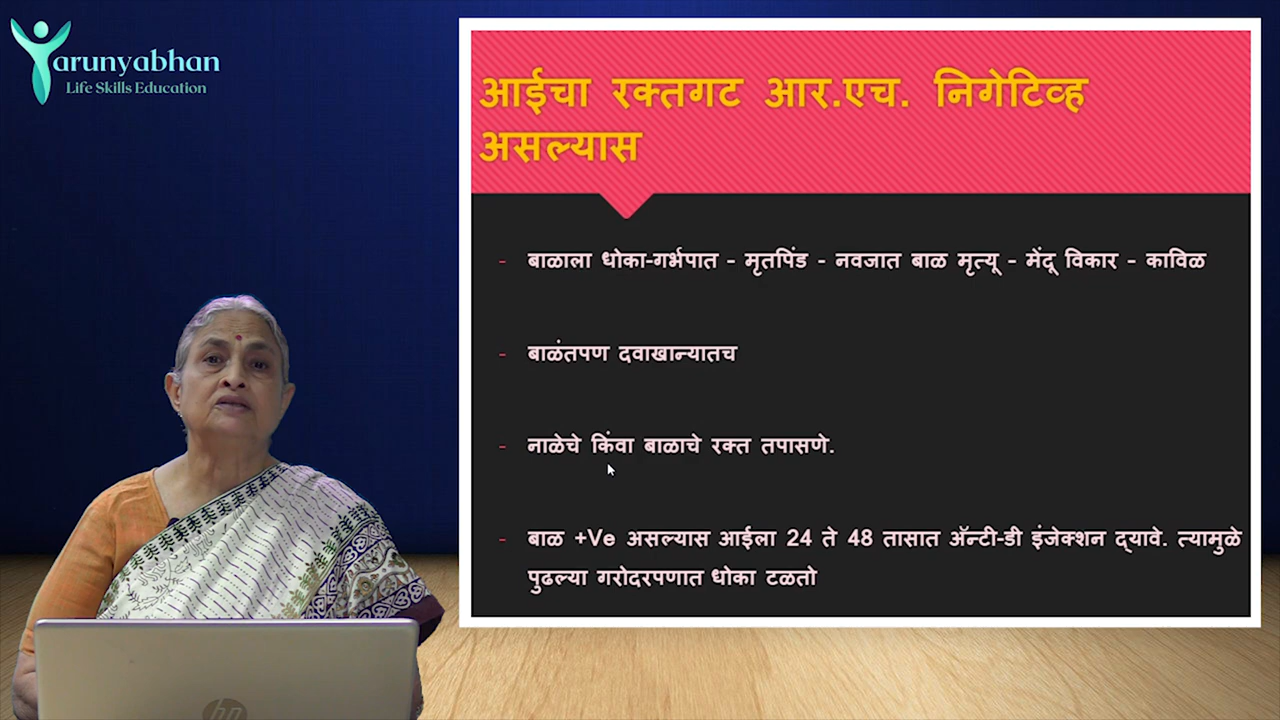 Tarunyabhan
Life Skills Education
आईचा रक्तगट आर.एच. निगेटिव्ह
असल्यास
- बाळाला धोका-गर्भपात - मृतपिंड - नवजात बाळ मृत्यू - मेंदू विकार - काविळ
- बाळंतपण दवाखान्यातच
- नाळेचे किंवा बाळाचे रक्त तपासणे.
- बाळ +Ve असल्यास आईला 24 ते 48 तासात ॲन्टी-डी इंजेक्शन द्यावे. त्यामुळे
पुढल्या गरोदरपणात धोका टळतो
hp